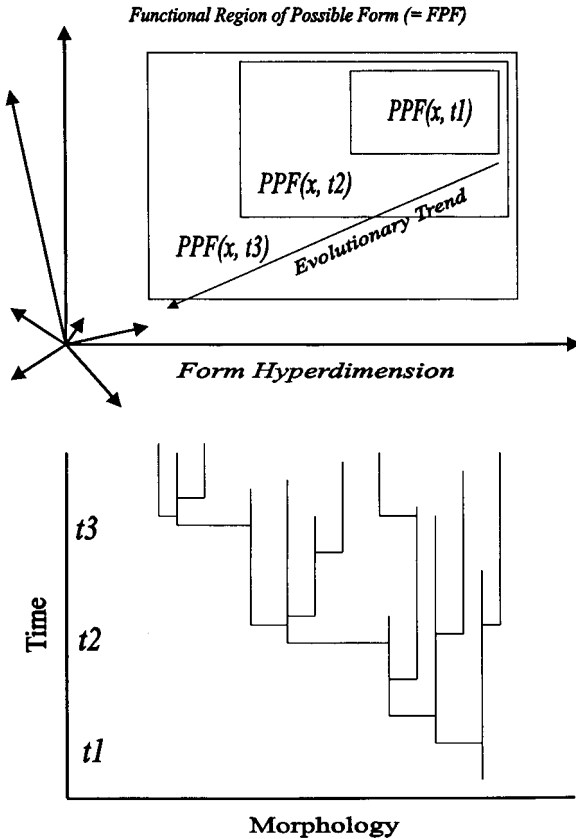 Functional Region of Possible Form (= FPF)
PPF(x, t1)
PPF(x, t2)
Evolutionary Trend
PPF(x, t3)
Form Hyperdimension
t3
Time
t2
t1
Morphology